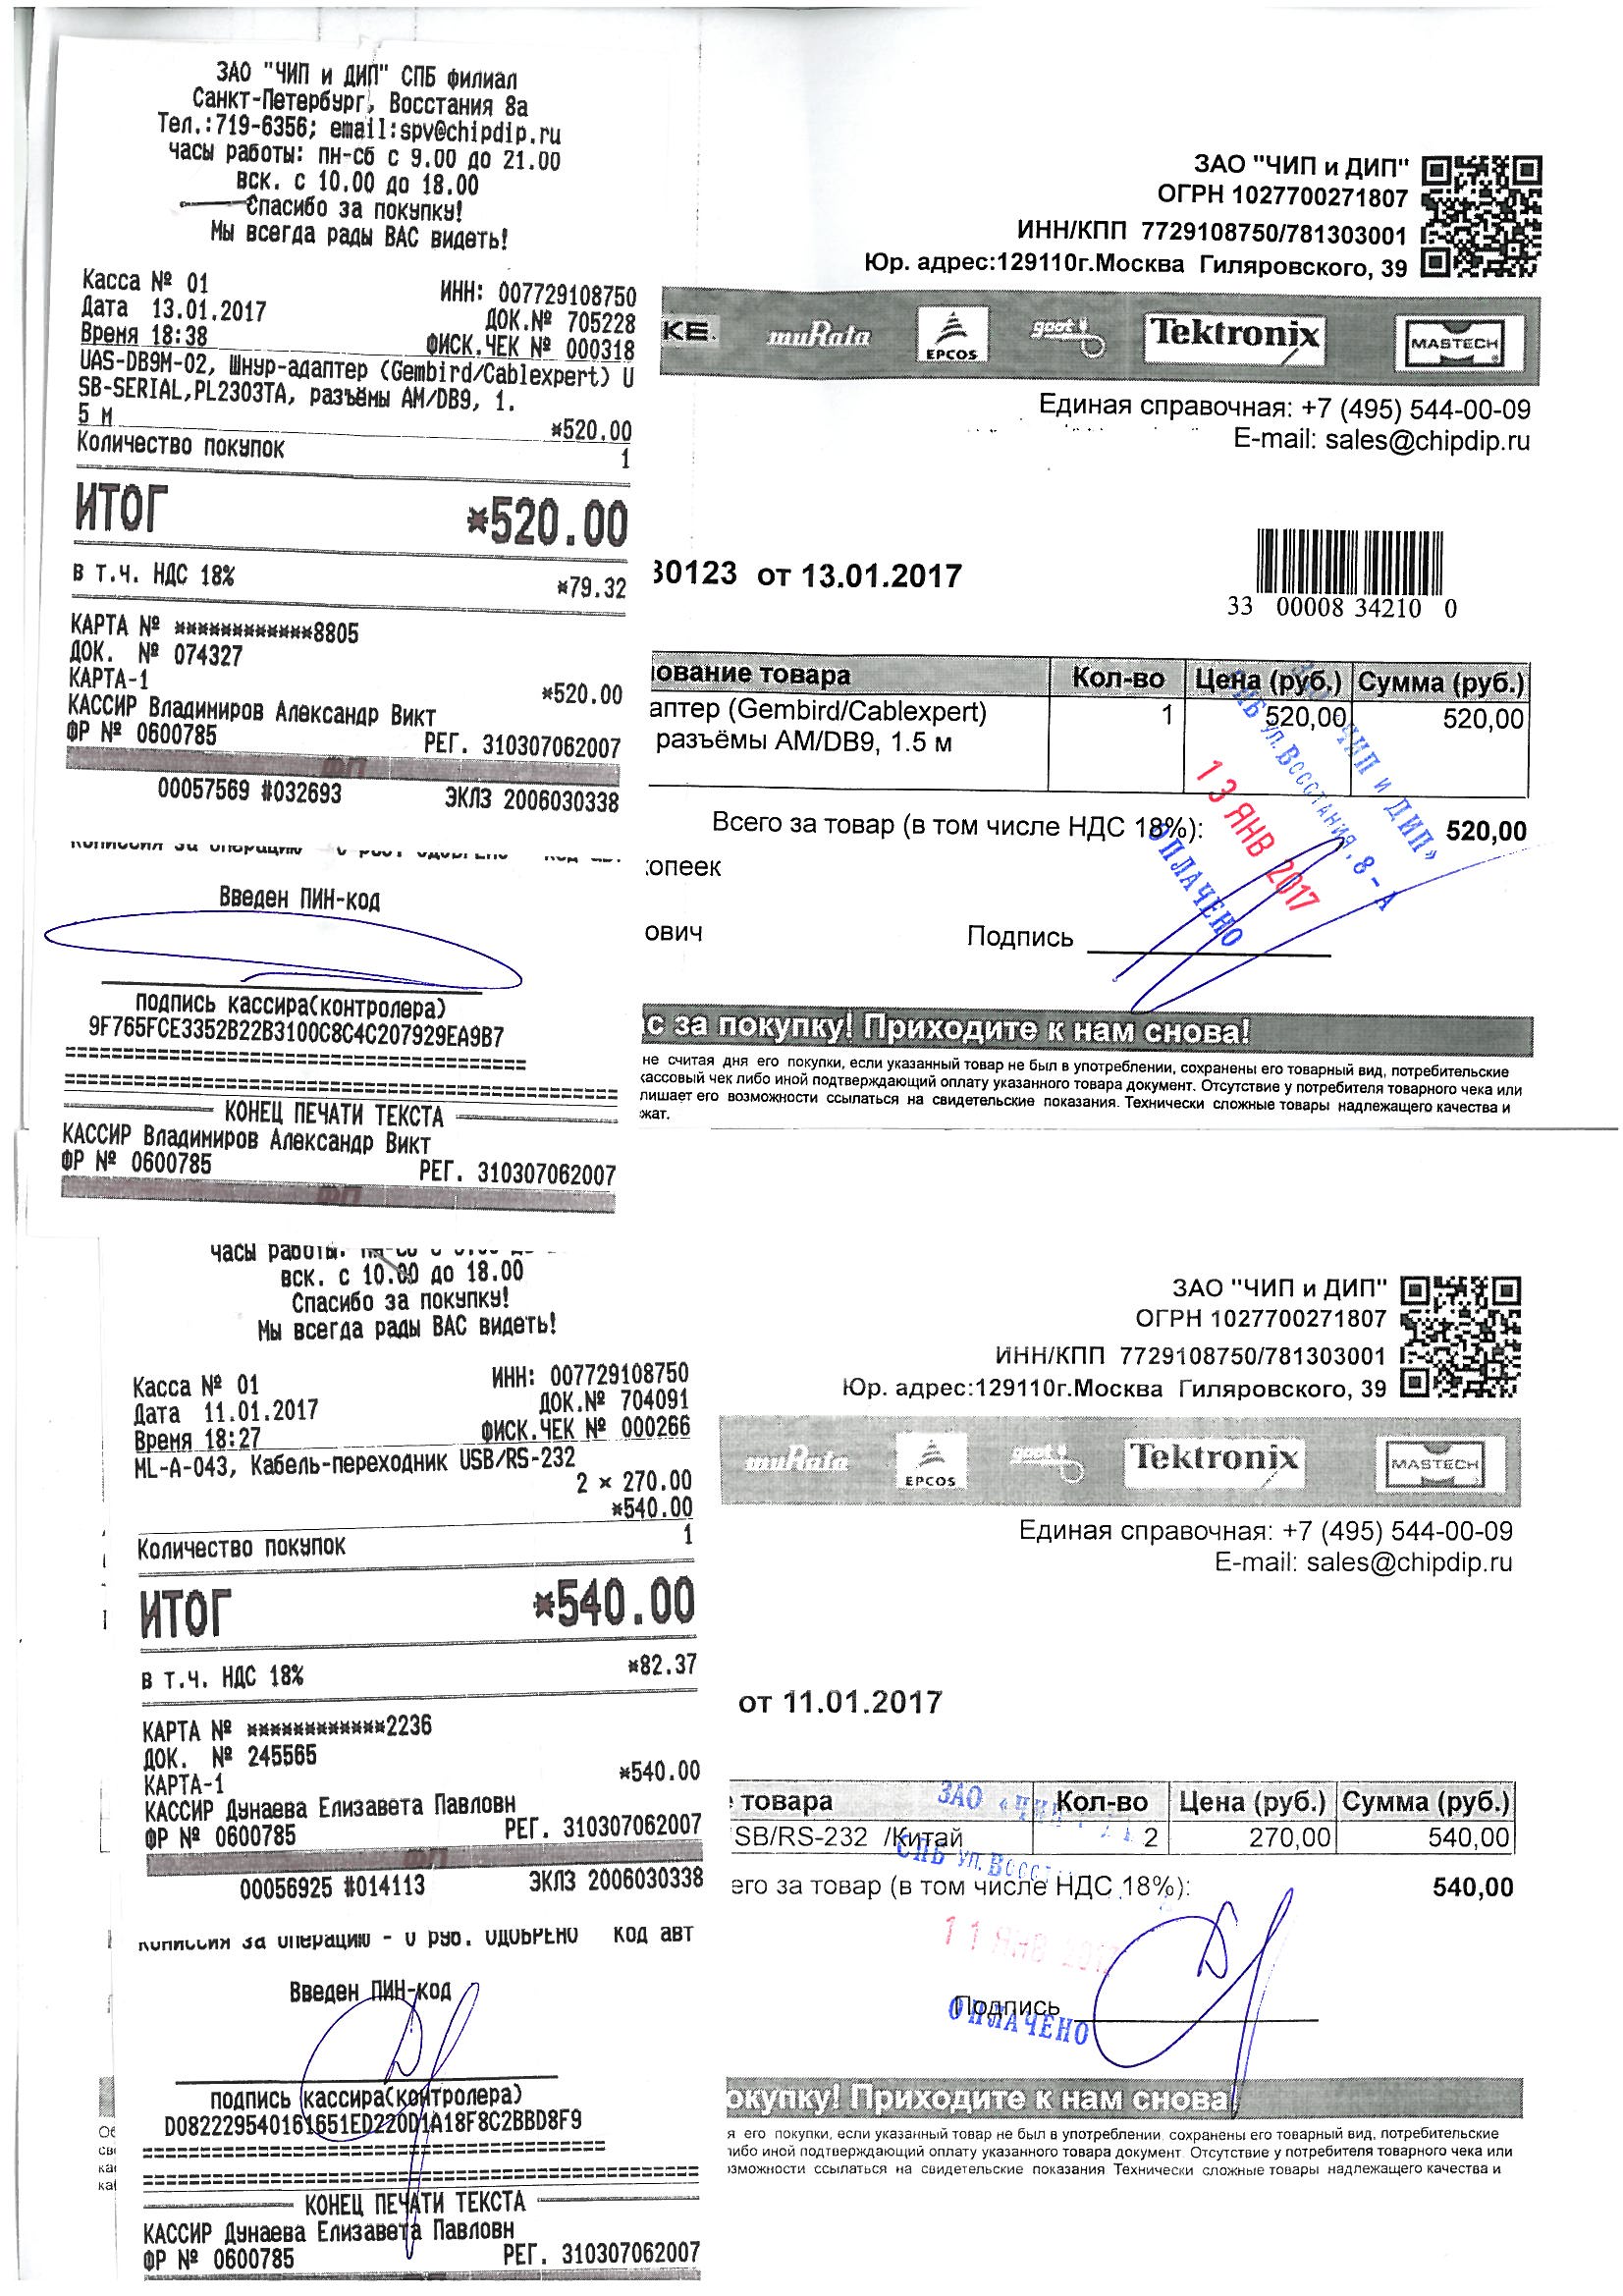 ЗАО "ЧИП и ДИП" СПБ филиал
Санкт-Петербург, Восстания 8а
Тел.:719-6356; email:spv@chipdip.ru
часы работы: пн-сб с 9.00 до 21.00
вск. с 10.00 до 18.00
Спасибо за покупку!
Мы всегда рады ВАС видеть!
Касса № 01 ИНН: 007729108750
Дата 13.01.2017 ДОК.№ 705228
Время 18:38 ФИСК.ЧЕК № 000318
UAS-DB9M-02, Шнур-адаптер (Gembird/Cablexpert) U
SB-SERIAL,PL2303TA, разъёмы AM/DB9, 1.
5 м *520.00
Количество покупок 1
ИТОГ *520.00
в т.ч. НДС 18% *79.32
КАРТА № ************8805
ДОК. № 074327
КАРТА-1 *520.00
КАССИР Владимиров Александр Викт
ФР № 0600785 РЕГ. 310307062007
ФП
00057569 #032693 ЭКЛЗ 2006030338
Введен ПИН-код
подпись кассира(контролера)
9F765FCE3352B22B3100C8C4C207929EA9B7
КОНЕЦ ПЕЧАТИ ТЕКСТА
КАССИР Владимиров Александр Викт
ФР № 0600785 РЕГ. 310307062007
ФП
ЗАО "ЧИП и ДИП"
ОГРН 1027700271807
ИНН/КПП 7729108750/781303001
Юр. адрес:129110г.Москва Гиляровского, 39
KE. muRata EPCOS goot Tektronix MASTECH
Единая справочная: +7 (495) 544-00-09
E-mail: sales@chipdip.ru
30123 от 13.01.2017
33 00008 34210 0
ование товара Кол-во Цена (руб.) Сумма (руб.)
аптер (Gembird/Cablexpert) 1 520,00 520,00
разъёмы AM/DB9, 1.5 м
Всего за товар (в том числе НДС 18%): 520,00
копеек
ович Подпись
ЧИП и ДИП»
СПБ ул.Восстания, 8-А
13 ЯНВ 2017
ОПЛАЧЕНО
с за покупку! Приходите к нам снова!
не считая дня его покупки, если указанный товар не был в употреблении, сохранены его товарный вид, потребительские
кассовый чек либо иной подтверждающий оплату указанного товара документ. Отсутствие у потребителя товарного чека или
лишает его возможности ссылаться на свидетельские показания. Технически сложные товары надлежащего качества и
жат.
часы работы:
вск. с 10.00 до 18.00
Спасибо за покупку!
Мы всегда рады ВАС видеть!
Касса № 01 ИНН: 007729108750
Дата 11.01.2017 ДОК.№ 704091
Время 18:27 ФИСК.ЧЕК № 000266
ML-A-043, Кабель-переходник USB/RS-232
2 × 270.00
*540.00
Количество покупок 1
ИТОГ *540.00
в т.ч. НДС 18% *82.37
КАРТА № ************2236
ДОК. № 245565
КАРТА-1 *540.00
КАССИР Дунаева Елизавета Павловн
ФР № 0600785 РЕГ. 310307062007
ФП
00056925 #014113 ЭКЛЗ 2006030338
Комиссия за операцию - 0 руб. ОДОБРЕНО код авт
Введен ПИН-код
подпись кассира(контролера)
D082229540161651ED220D1A18F8C2BBD8F9
КОНЕЦ ПЕЧАТИ ТЕКСТА
КАССИР Дунаева Елизавета Павловн
ФР № 0600785 РЕГ. 310307062007
ЗАО "ЧИП и ДИП"
ОГРН 1027700271807
ИНН/КПП 7729108750/781303001
Юр. адрес:129110г.Москва Гиляровского, 39
muRata EPCOS goot Tektronix MASTECH
Единая справочная: +7 (495) 544-00-09
E-mail: sales@chipdip.ru
от 11.01.2017
товара Кол-во Цена (руб.) Сумма (руб.)
SB/RS-232 /Китай 2 270,00 540,00
его за товар (в том числе НДС 18%): 540,00
ЗАО
СПБ ул.
11 ЯНВ
Подпись
ОПЛАЧЕНО
окупку! Приходите к нам снова
я его покупки, если указанный товар не был в употреблении, сохранены его товарный вид, потребительские
либо иной подтверждающий оплату указанного товара документ. Отсутствие у потребителя товарного чека или
озможности ссылаться на свидетельские показания Технически сложные товары надлежащего качества и